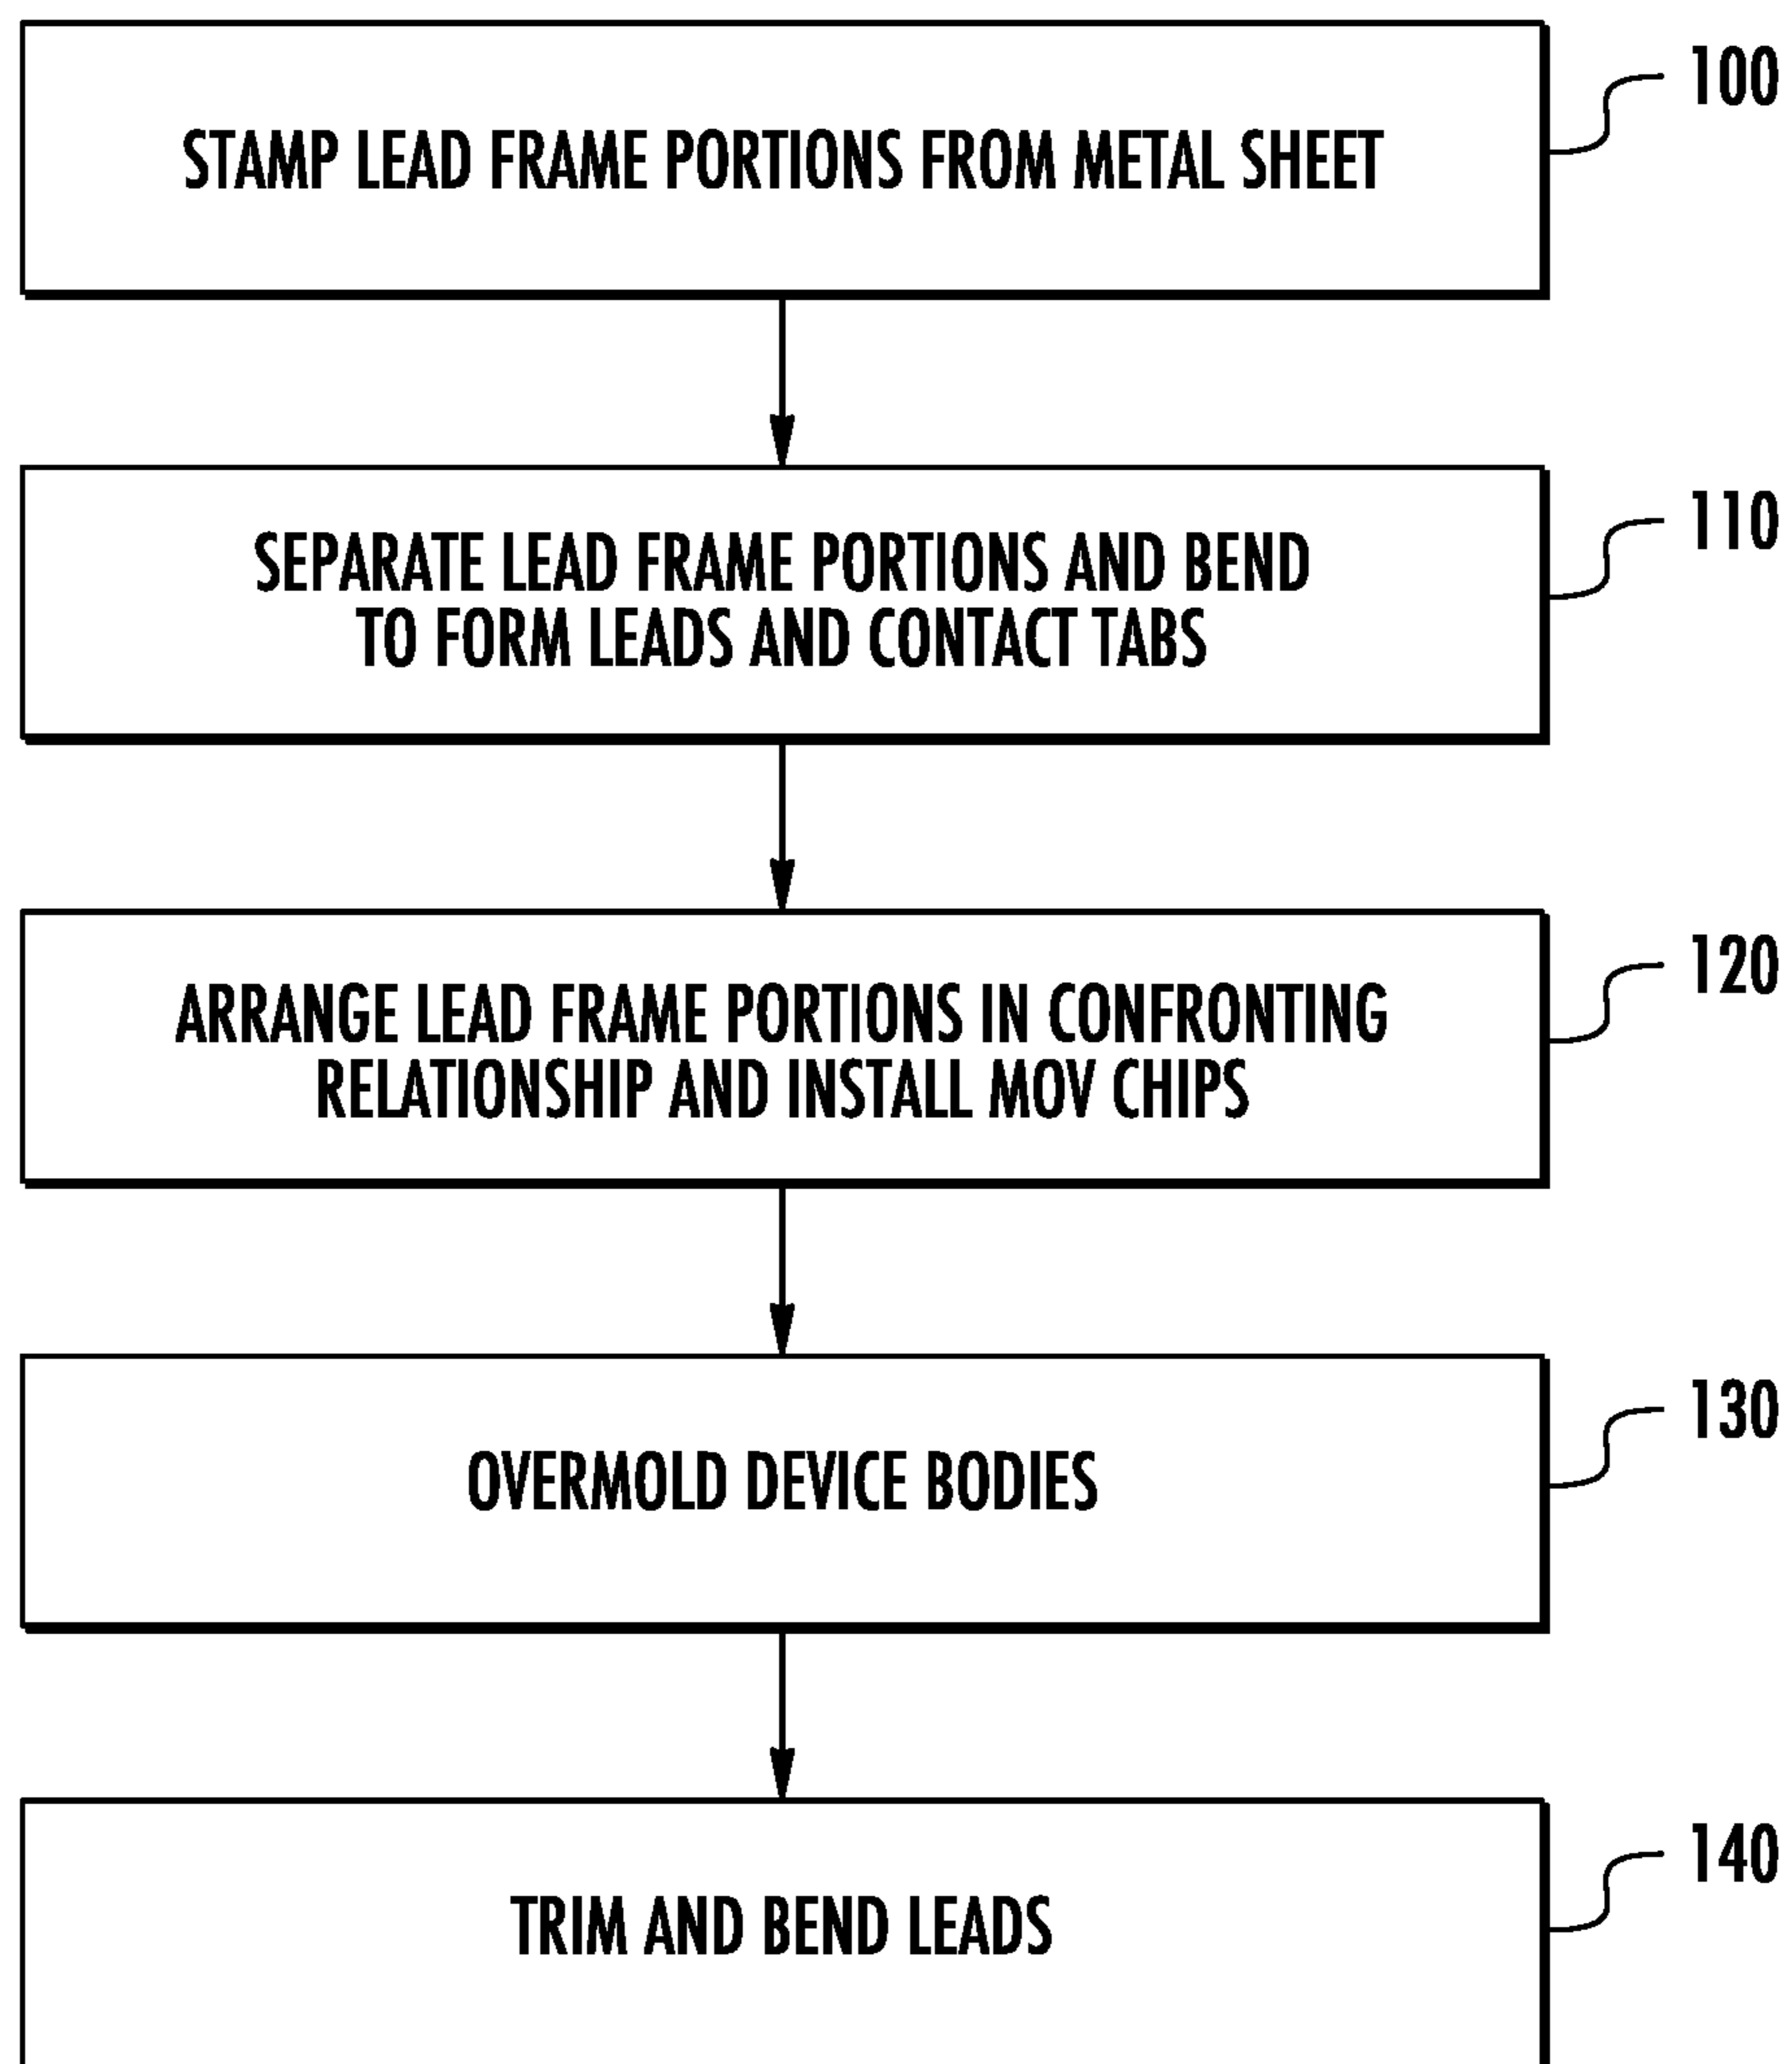 STAMP LEAD FRAME PORTIONS FROM METAL SHEET
100
SEPARATE LEAD FRAME PORTIONS AND BEND
TO FORM LEADS AND CONTACT TABS
110
ARRANGE LEAD FRAME PORTIONS IN CONFRONTING
RELATIONSHIP AND INSTALL MOV CHIPS
120
OVERMOLD DEVICE BODIES
130
TRIM AND BEND LEADS
140